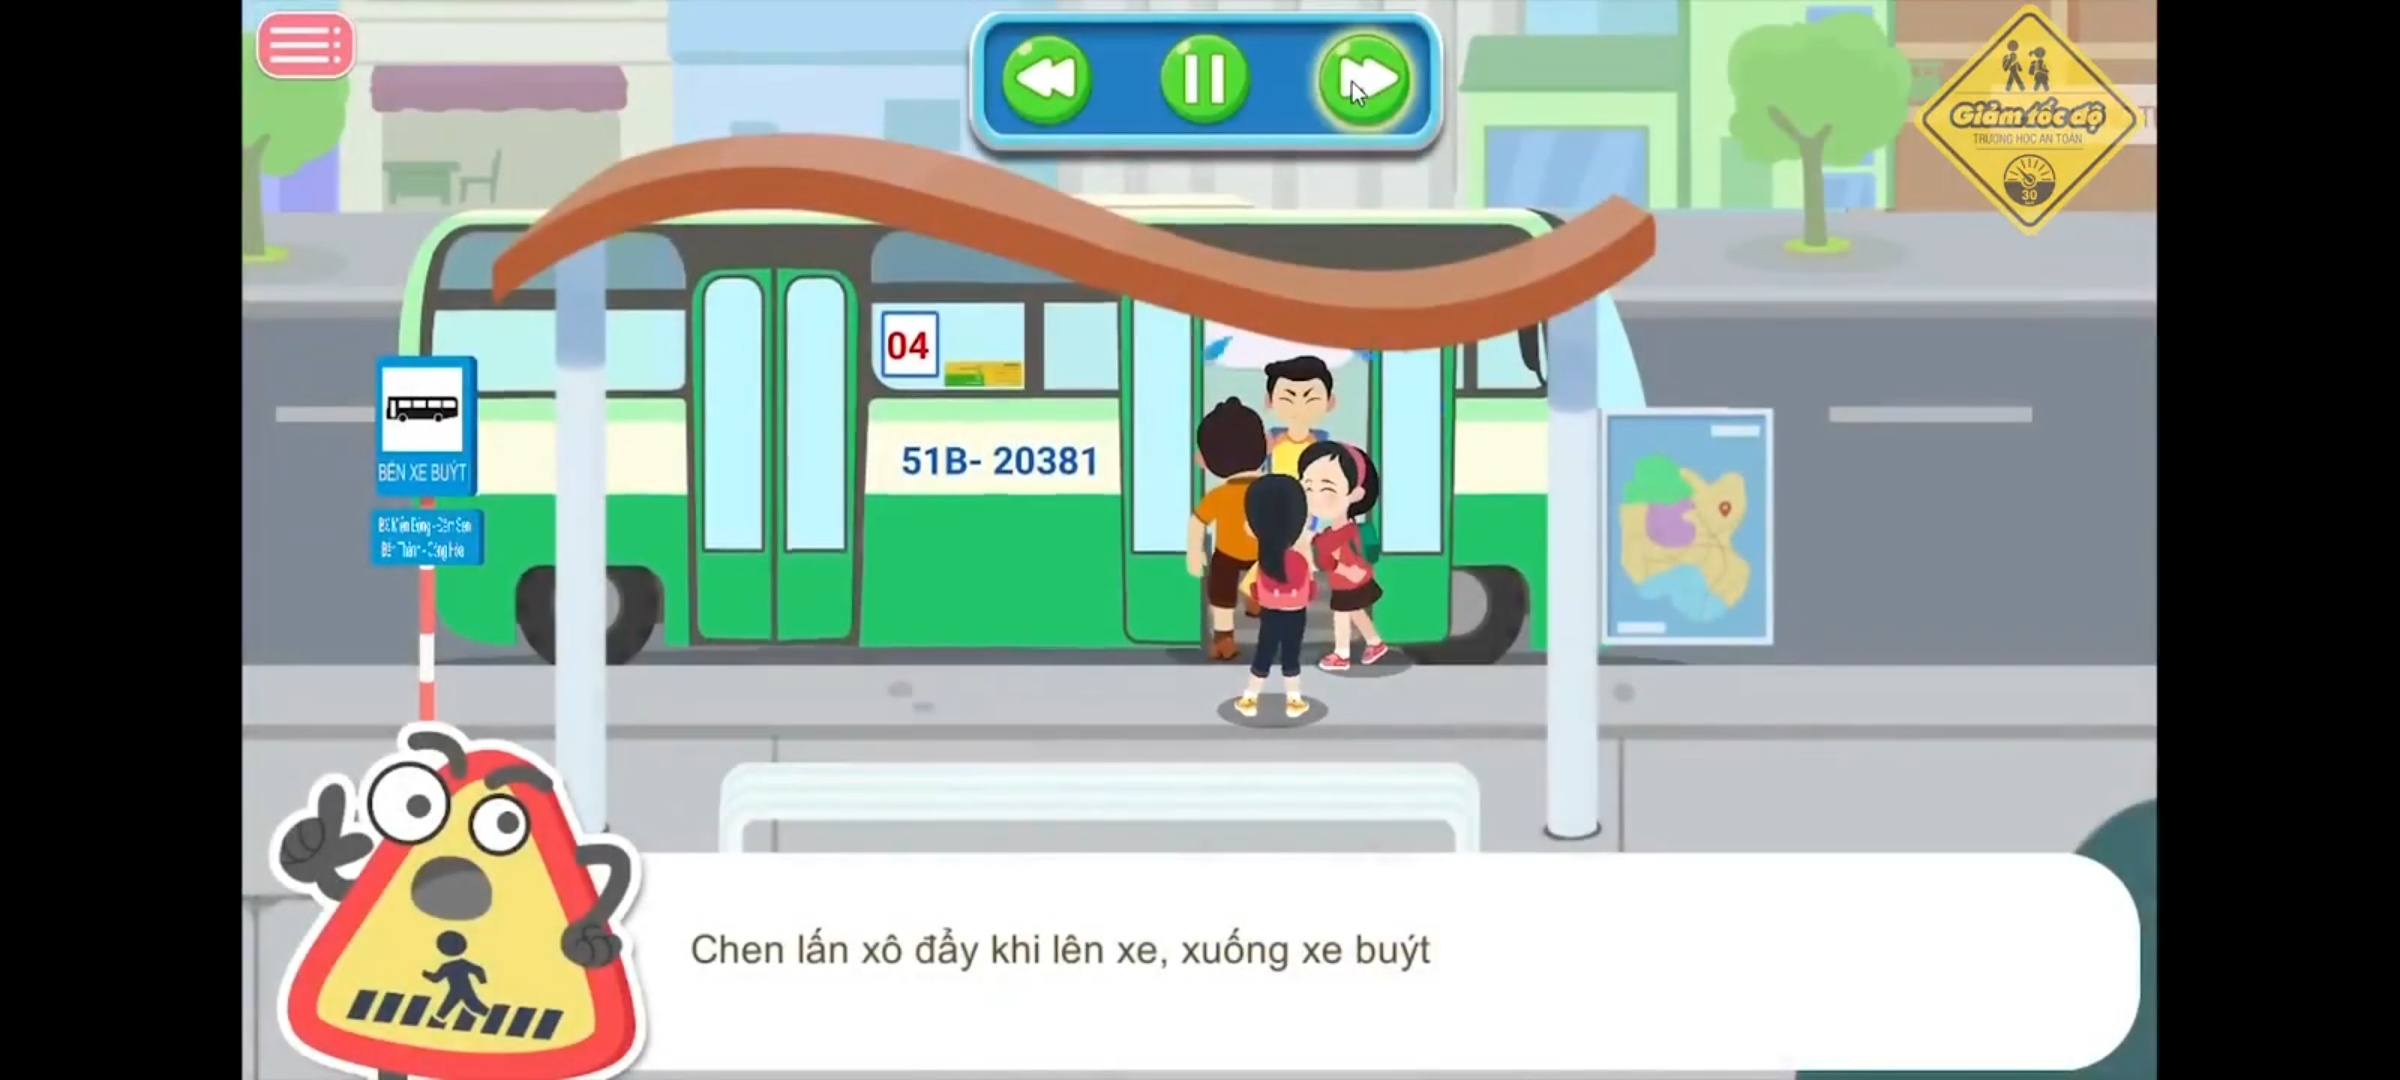 Giảm tốc độ
TRƯỜNG HỌC AN TOÀN
30
04
51B- 20381
BẾN XE BUÝT
Chen lấn xô đẩy khi lên xe, xuống xe buýt